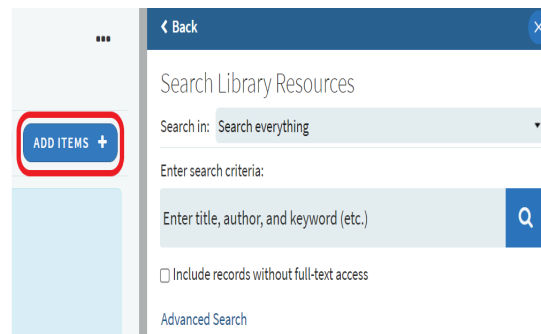 Back
Search Library Resources
Search in: Search everything
ADD ITEMS +
Enter search criteria:
Enter title, author, and keyword (etc.)
Include records without full-text access
Advanced Search